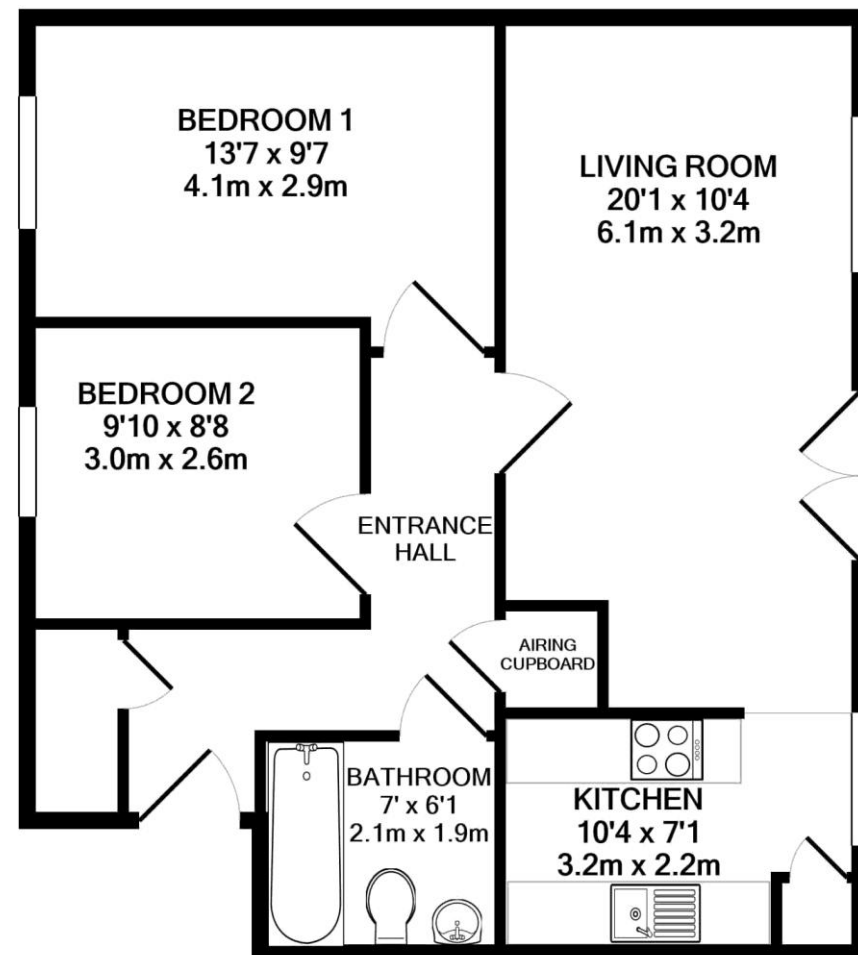 BEDROOM 1
13'7 x 9'7
4.1m x 2.9m
LIVING ROOM
20'1 x 10'4
6.1m x 3.2m
BEDROOM 2
9'10 x 8'8
3.0m x 2.6m
ENTRANCE
HALL
AIRING
CUPBOARD
BATHROOM
7' x 6'1
2.1m x 1.9m
KITCHEN
10'4 x 7'1
3.2m x 2.2m